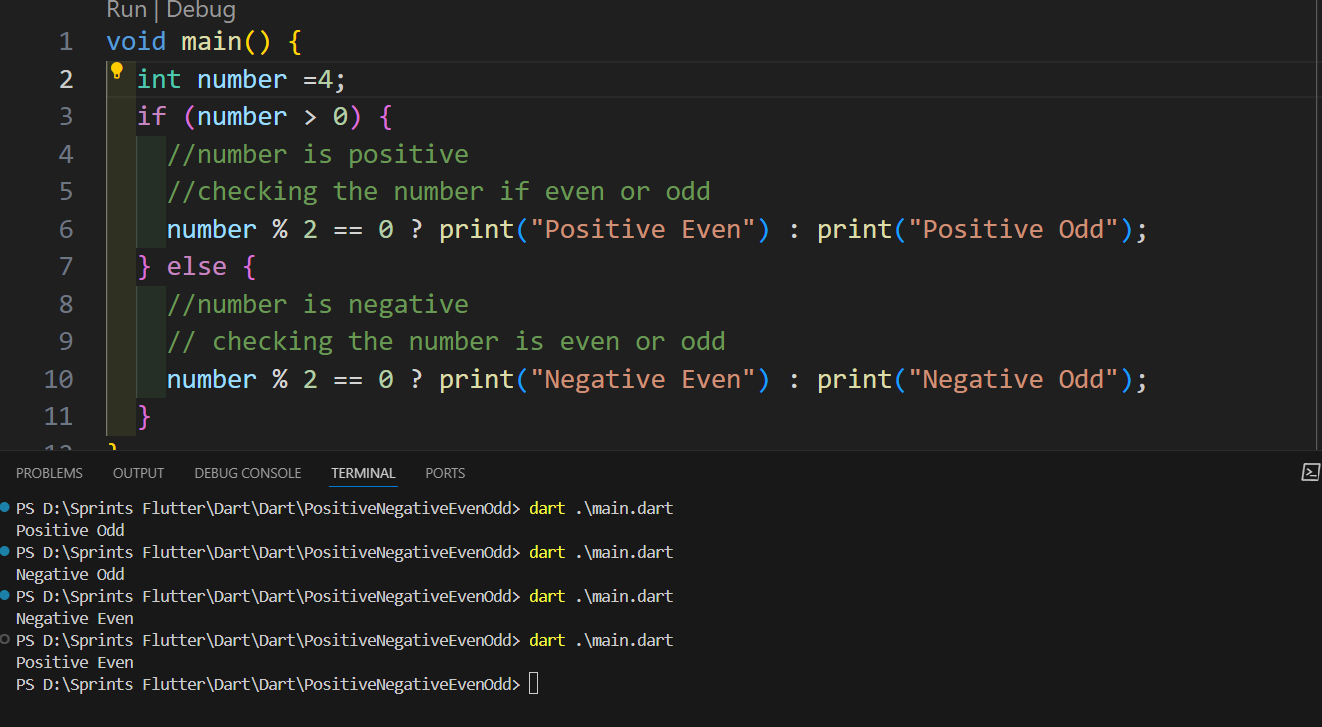 Run | Debug
1 void main() {
2 int number =4;
3 if (number > 0) {
4 //number is positive
5 //checking the number if even or odd
6 number % 2 == 0 ? print("Positive Even") : print("Positive Odd");
7 } else {
8 //number is negative
9 // checking the number is even or odd
10 number % 2 == 0 ? print("Negative Even") : print("Negative Odd");
11 }
12 }
PROBLEMS OUTPUT DEBUG CONSOLE TERMINAL PORTS
PS D:\Sprints Flutter\Dart\Dart\PositiveNegativeEvenOdd> dart .\main.dart
Positive Odd
PS D:\Sprints Flutter\Dart\Dart\PositiveNegativeEvenOdd> dart .\main.dart
Negative Odd
PS D:\Sprints Flutter\Dart\Dart\PositiveNegativeEvenOdd> dart .\main.dart
Negative Even
PS D:\Sprints Flutter\Dart\Dart\PositiveNegativeEvenOdd> dart .\main.dart
Positive Even
PS D:\Sprints Flutter\Dart\Dart\PositiveNegativeEvenOdd>